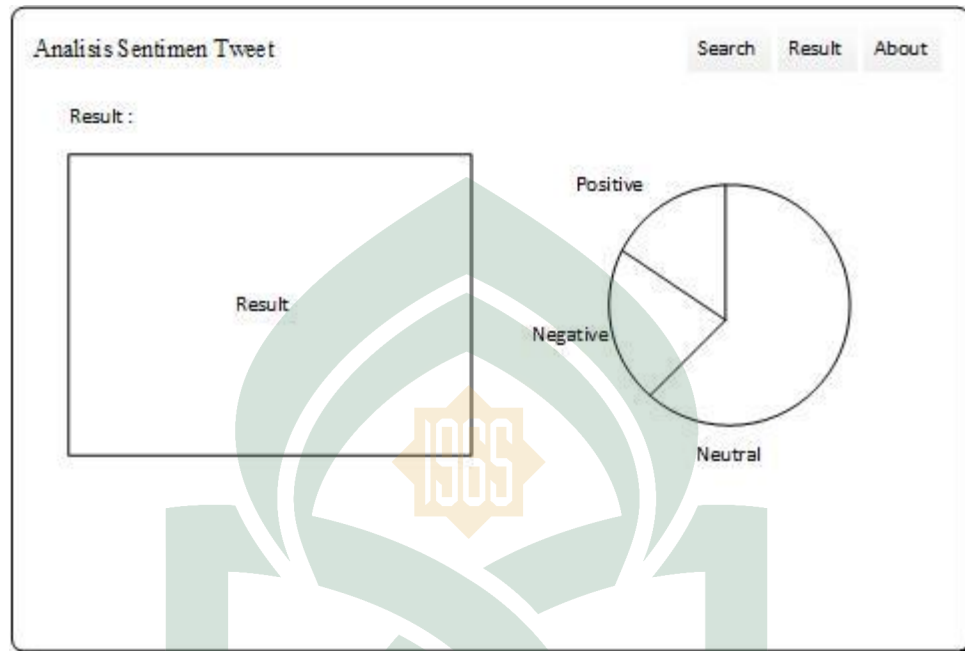 Analisis Sentimen Tweet
Search Result About
Result :
Result
Positive
Negative
Neutral
1965